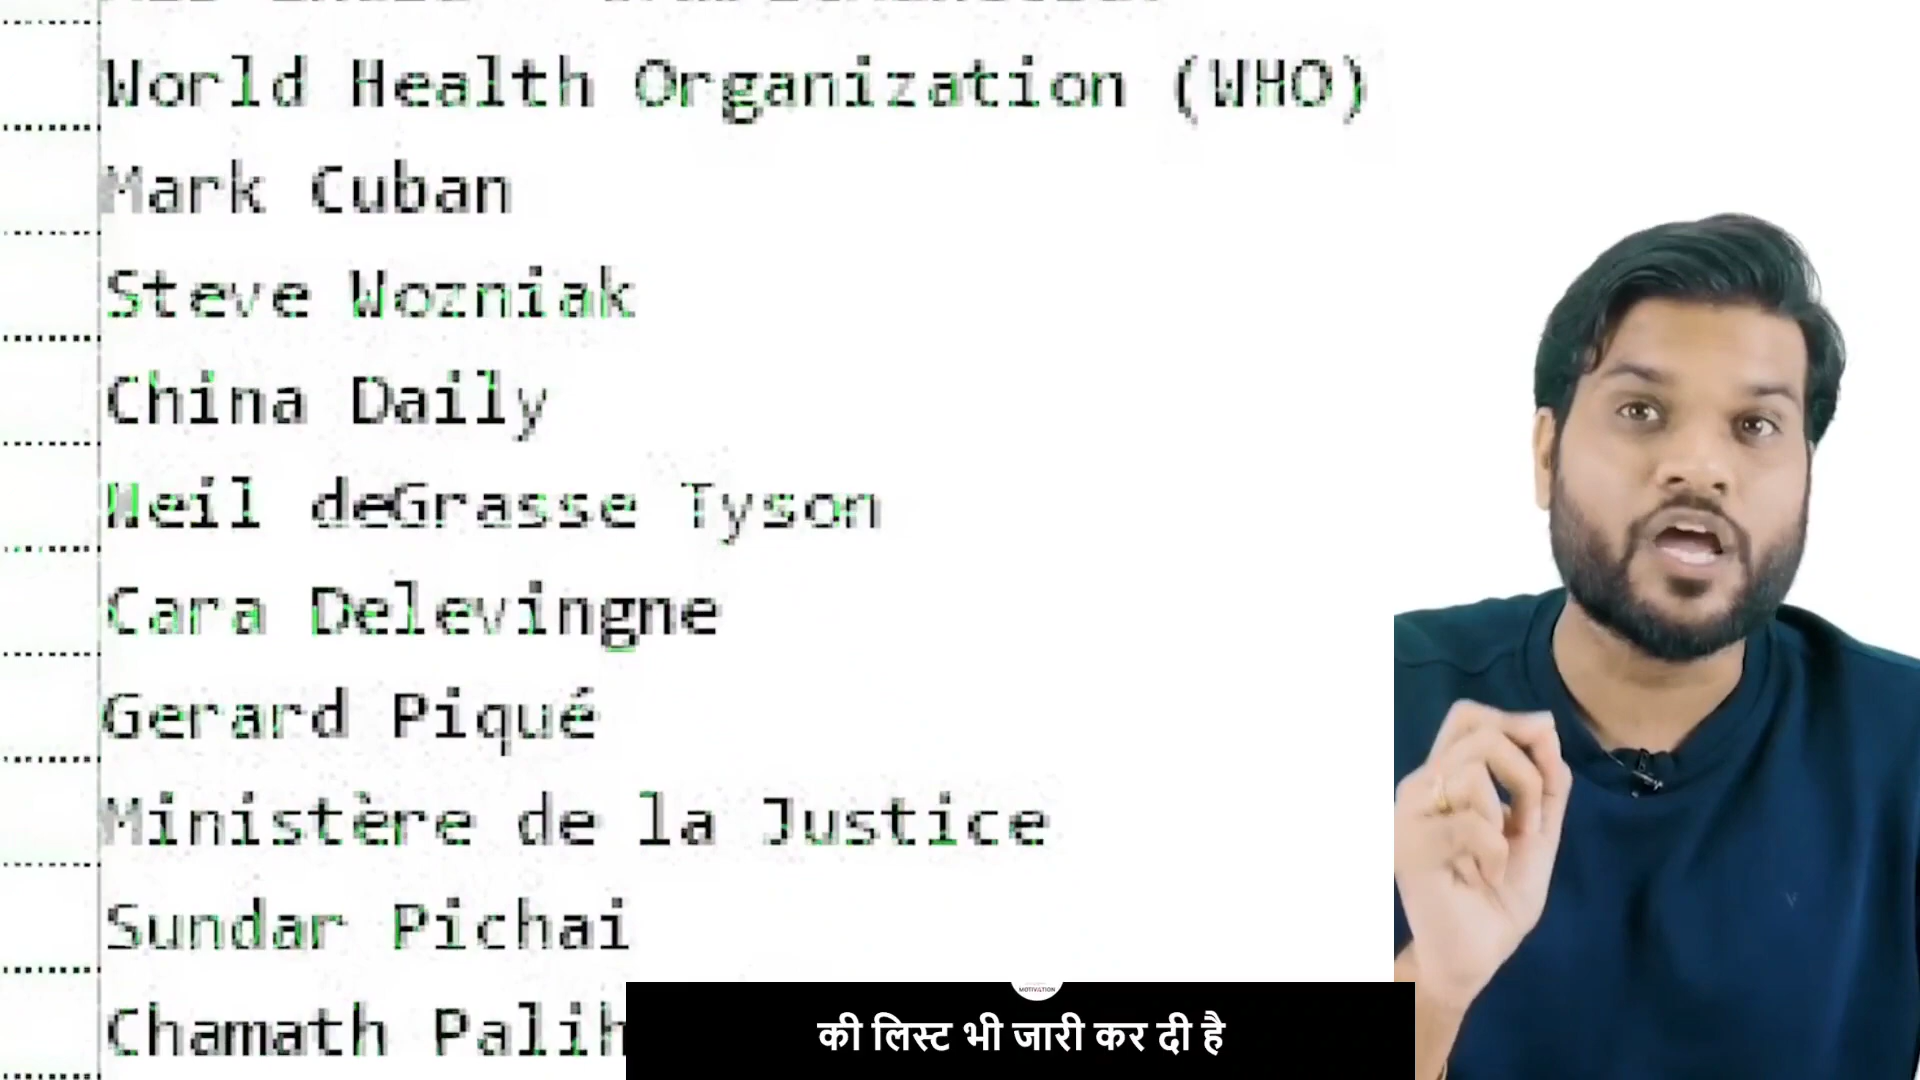 World Health Organization (WHO)
Mark Cuban
Steve Wozniak
China Daily
Neil deGrasse Tyson
Cara Delevingne
Gerard Piqué
Ministère de la Justice
Sundar Pichai
Chamath
MOTIVATION
की लिस्ट भी जारी कर दी है